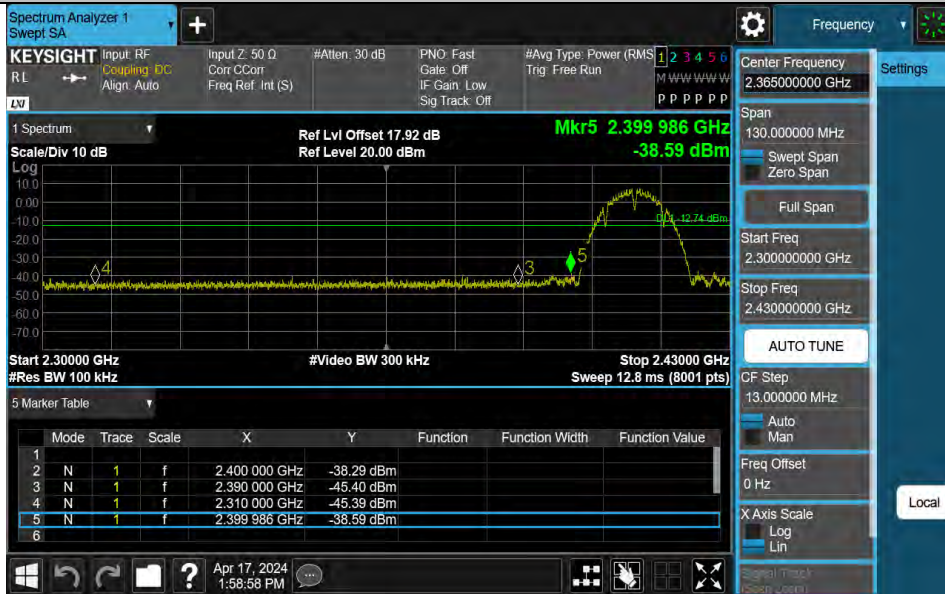 Spectrum Analyzer 1
Swept SA
Frequency
KEYSIGHT
Input: RF
Input Z: 50 Ω
#Atten: 30 dB
PNO: Fast
#Avg Type: Power (RMS
1 2 3 4 5 6
RL
Coupling: DC
Corr CCorr
Gate: Off
Trig: Free Run
M W W W W W
Align: Auto
Freq Ref: Int (S)
IF Gain: Low
P P P P P P
LXI
Sig Track: Off
1 Spectrum
Scale/Div 10 dB
Ref Lvl Offset 17.92 dB
Ref Level 20.00 dBm
Mkr5 2.399 986 GHz
-38.59 dBm
Log
10.0
0.00
-10.0
-20.0
-30.0
-40.0
-50.0
-60.0
-70.0
DL1 -12.74 dBm
4
3
5
Start 2.30000 GHz
#Video BW 300 kHz
Stop 2.43000 GHz
#Res BW 100 kHz
Sweep 12.8 ms (8001 pts)
5 Marker Table
Mode Trace Scale X Y Function Function Width Function Value
1
2 N 1 f 2.400 000 GHz -38.29 dBm
3 N 1 f 2.390 000 GHz -45.40 dBm
4 N 1 f 2.310 000 GHz -45.39 dBm
5 N 1 f 2.399 986 GHz -38.59 dBm
6
?
Apr 17, 2024
1:58:58 PM
Center Frequency
2.365000000 GHz
Span
130.000000 MHz
Swept Span
Zero Span
Full Span
Start Freq
2.300000000 GHz
Stop Freq
2.430000000 GHz
AUTO TUNE
CF Step
13.000000 MHz
Auto
Man
Freq Offset
0 Hz
X Axis Scale
Log
Lin
Signal Track
(Span Zoom)
Settings
Local